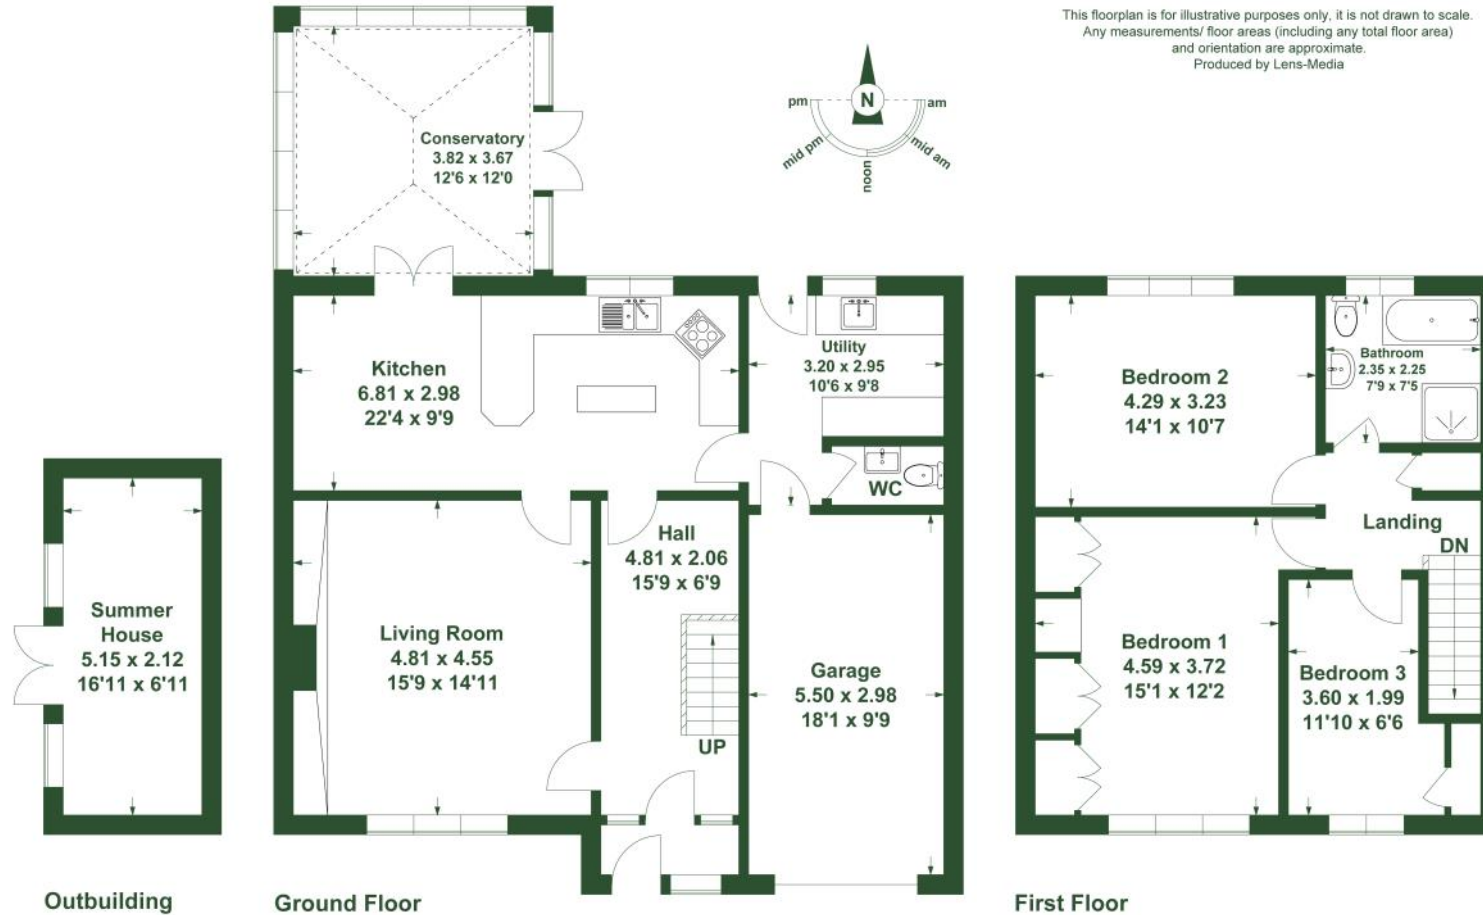 This floorplan is for illustrative purposes only, it is not drawn to scale.
Any measurements/ floor areas (including any total floor area)
and orientation are approximate.
Produced by Lens-Media
N
pm
am
mid pm
mid am
noon
Conservatory
3.82 x 3.67
12'6 x 12'0
Kitchen
6.81 x 2.98
22'4 x 9'9
Utility
3.20 x 2.95
10'6 x 9'8
WC
Hall
4.81 x 2.06
15'9 x 6'9
Living Room
4.81 x 4.55
15'9 x 14'11
UP
Garage
5.50 x 2.98
18'1 x 9'9
Summer
House
5.15 x 2.12
16'11 x 6'11
Bedroom 2
4.29 x 3.23
14'1 x 10'7
Bathroom
2.35 x 2.25
7'9 x 7'5
Landing
DN
Bedroom 1
4.59 x 3.72
15'1 x 12'2
Bedroom 3
3.60 x 1.99
11'10 x 6'6
Outbuilding
Ground Floor
First Floor